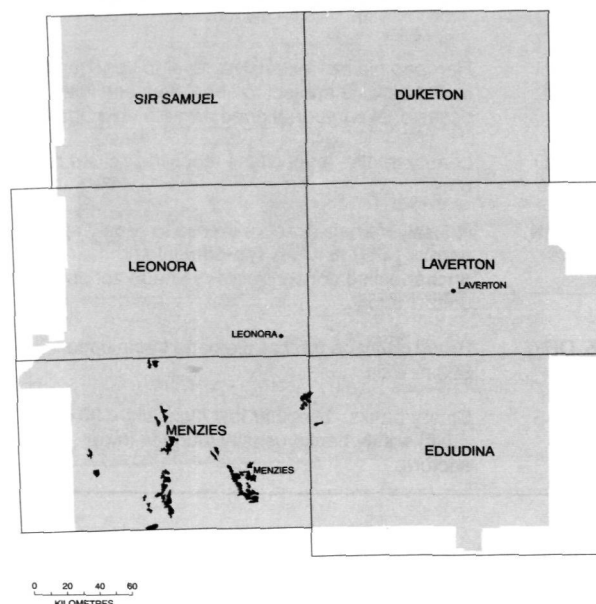 SIR SAMUEL
DUKETON
LEONORA
LAVERTON
LAVERTON
LEONORA
MENZIES
MENZIES
EDJUDINA
0 20 40 60
KILOMETRES